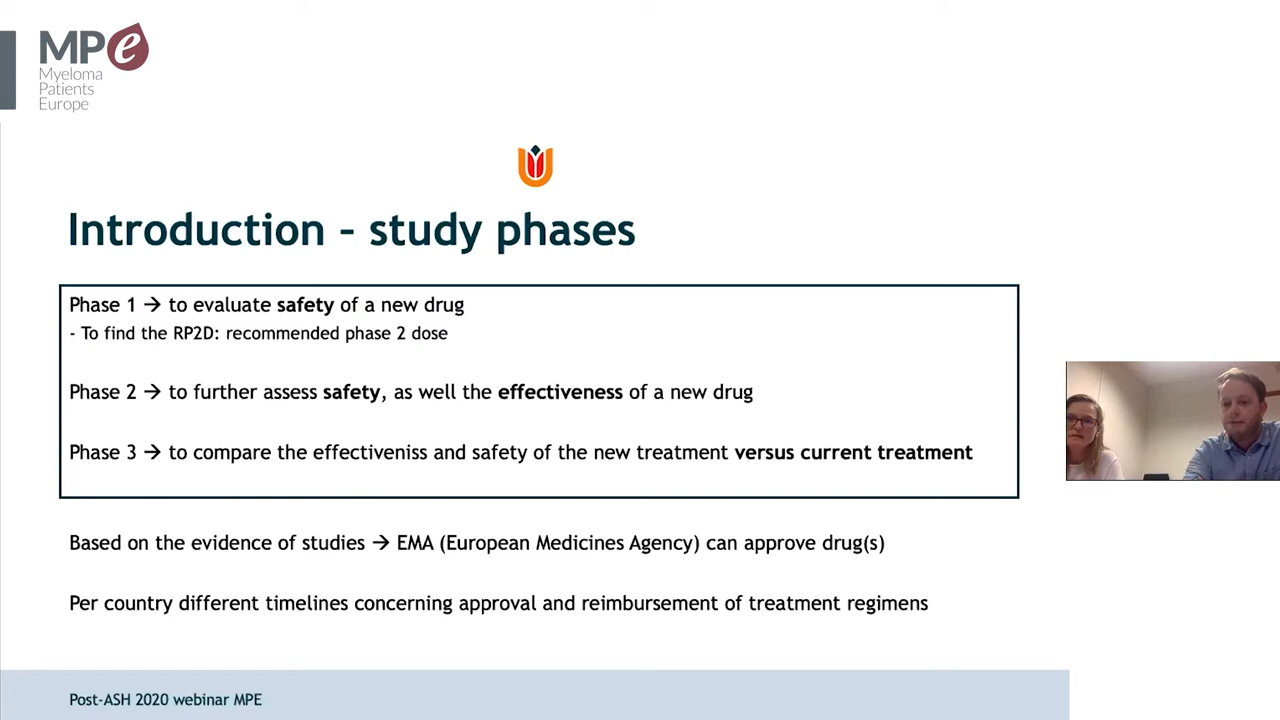 MPe
Myeloma
Patients
Europe
Introduction – study phases
Phase 1 → to evaluate safety of a new drug
- To find the RP2D: recommended phase 2 dose
Phase 2 → to further assess safety, as well the effectiveness of a new drug
Phase 3 → to compare the effectiveniss and safety of the new treatment versus current treatment
Based on the evidence of studies → EMA (European Medicines Agency) can approve drug(s)
Per country different timelines concerning approval and reimbursement of treatment regimens
Post-ASH 2020 webinar MPE